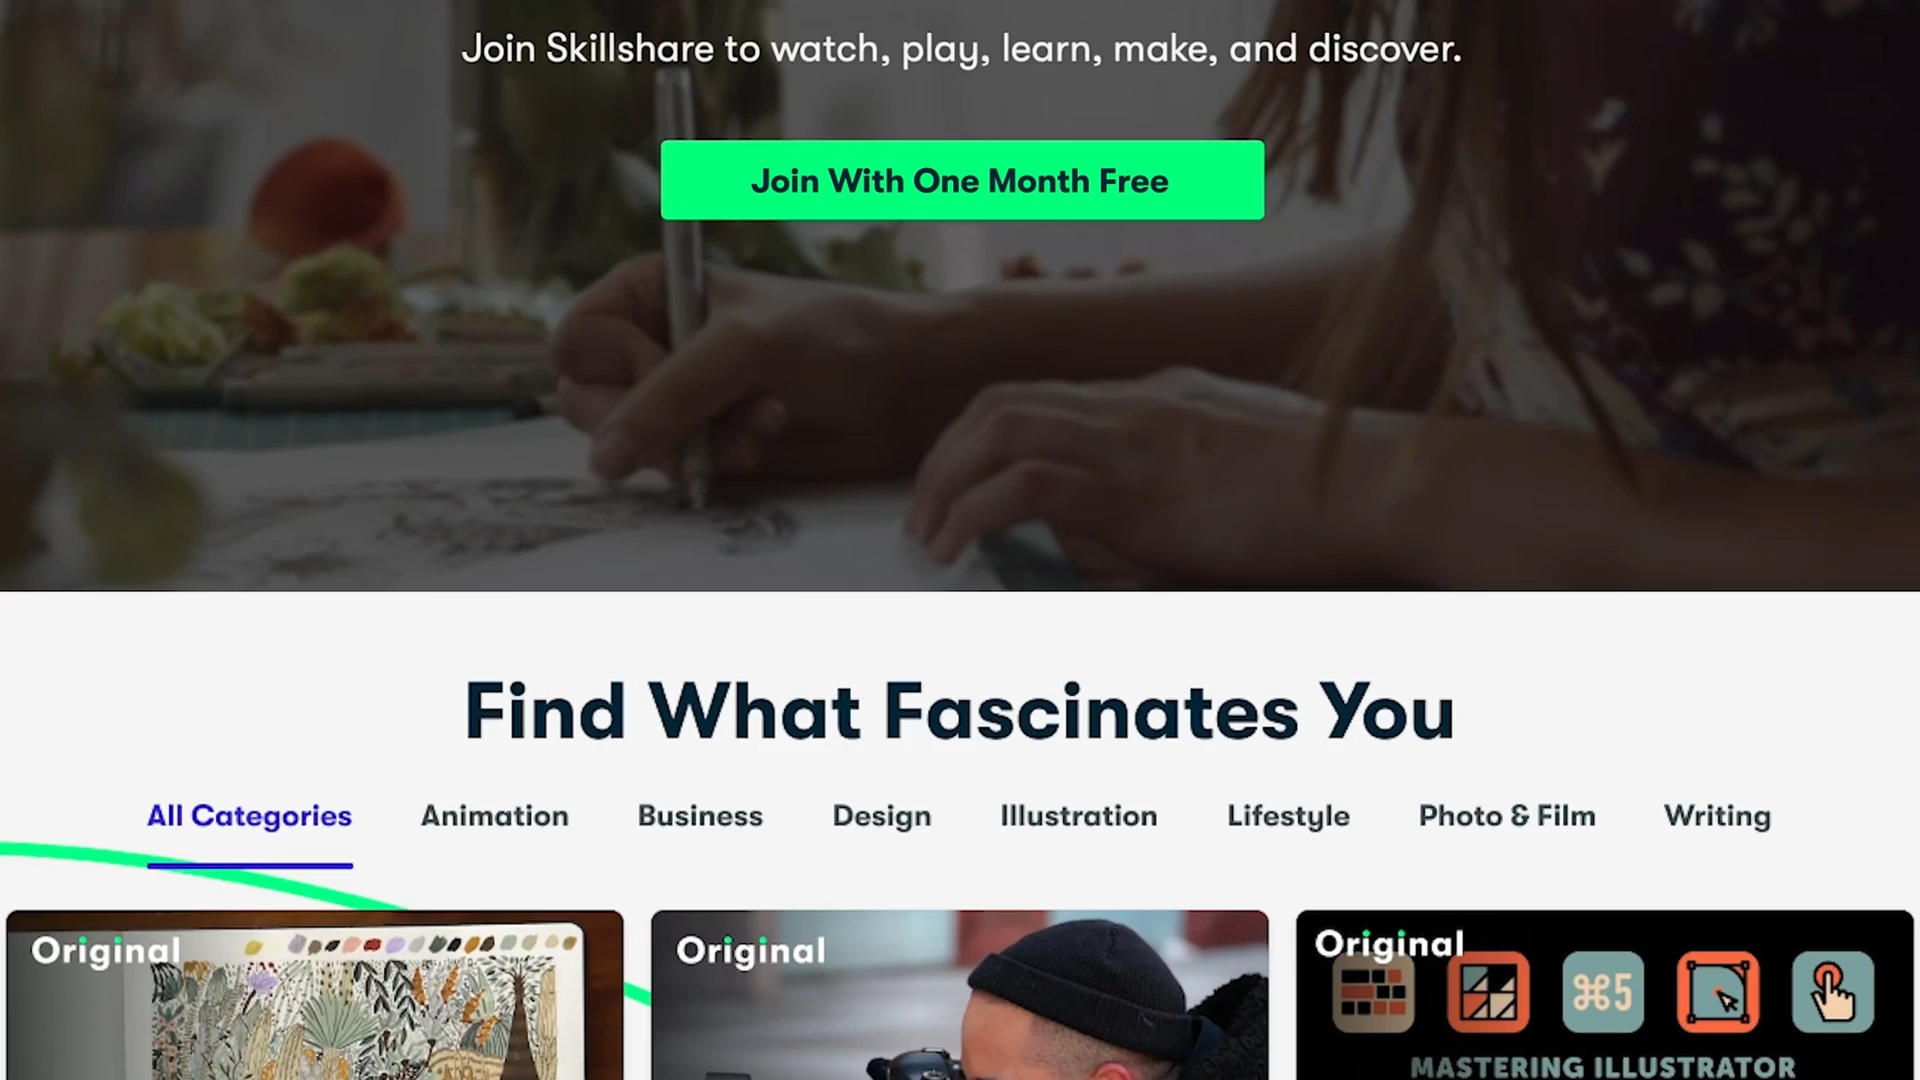 Join Skillshare to watch, play, learn, make, and discover.
Join With One Month Free
Find What Fascinates You
All Categories Animation Business Design Illustration Lifestyle Photo & Film Writing
Original Original Original
⌘5
MASTERING ILLUSTRATOR